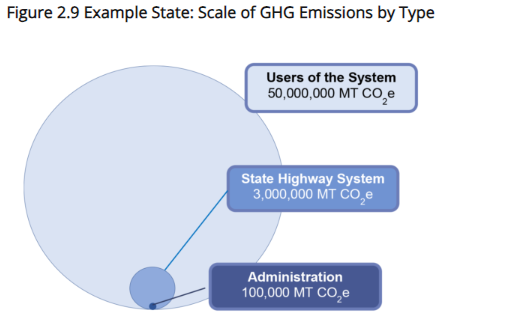 Figure 2.9 Example State: Scale of GHG Emissions by Type
Users of the System
50,000,000 MT CO₂e
State Highway System
3,000,000 MT CO₂e
Administration
100,000 MT CO₂e